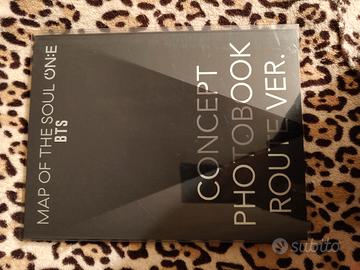 MAP OF THE SOUL ON:E
BTS
CONCEPT
PHOTOBOOK
ROUTE VER.
subito